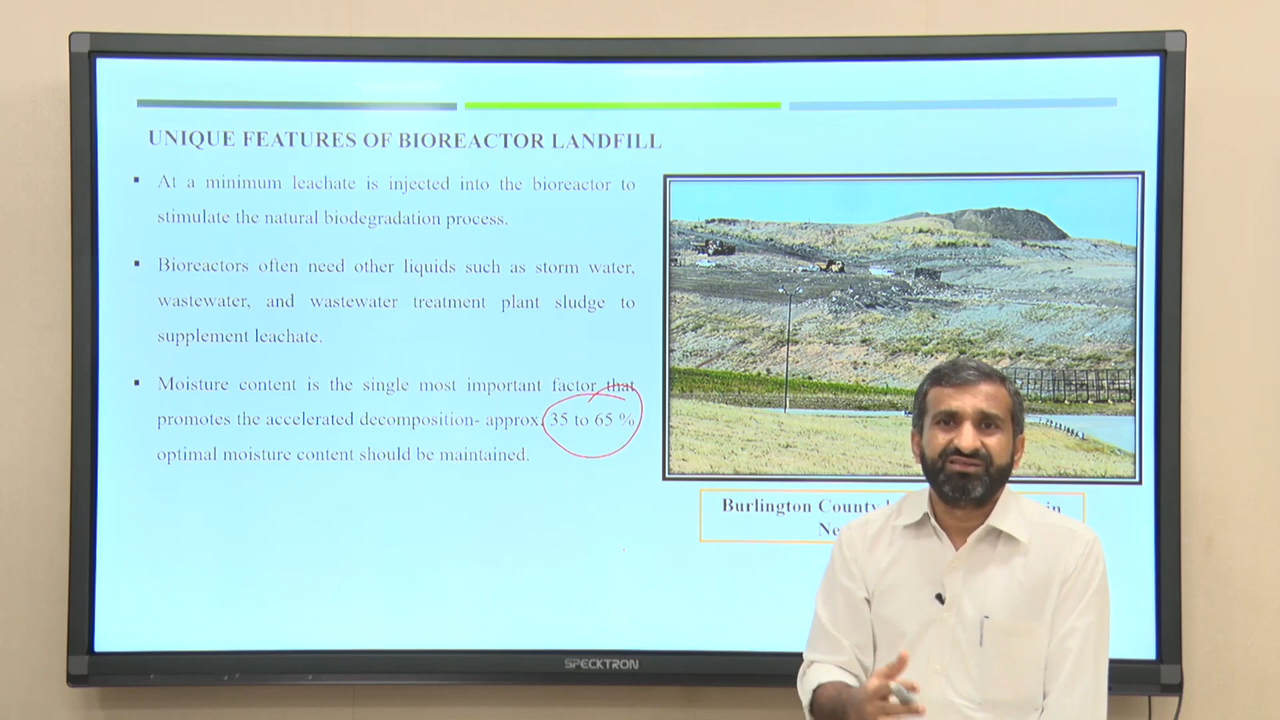 UNIQUE FEATURES OF BIOREACTOR LANDFILL
▪ At a minimum leachate is injected into the bioreactor to
stimulate the natural biodegradation process.
▪ Bioreactors often need other liquids such as storm water,
wastewater, and wastewater treatment plant sludge to
supplement leachate.
▪ Moisture content is the single most important factor that
promotes the accelerated decomposition- approx. 35 to 65 %
optimal moisture content should be maintained.
Burlington County in
SPECKTRON